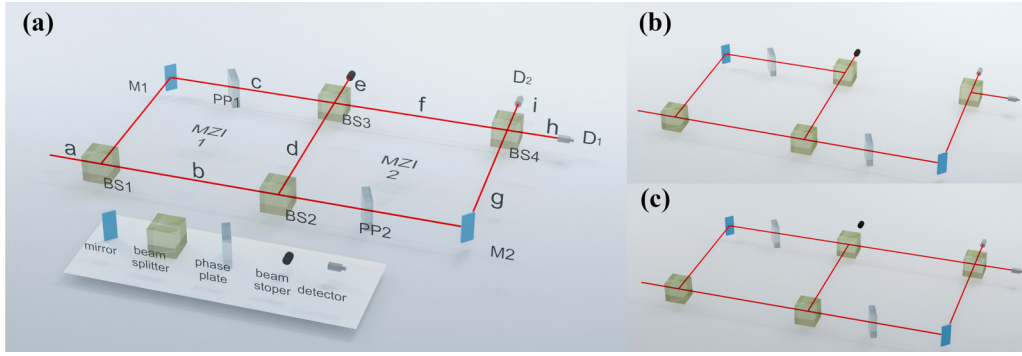 (a)
M1
c
PP1
e
BS3
f
D2
i
h
D1
BS4
MZI
1
a
BS1
b
d
MZI
2
BS2
PP2
g
M2
mirror
beam
splitter
phase
plate
beam
stoper
detector
(b)
(c)